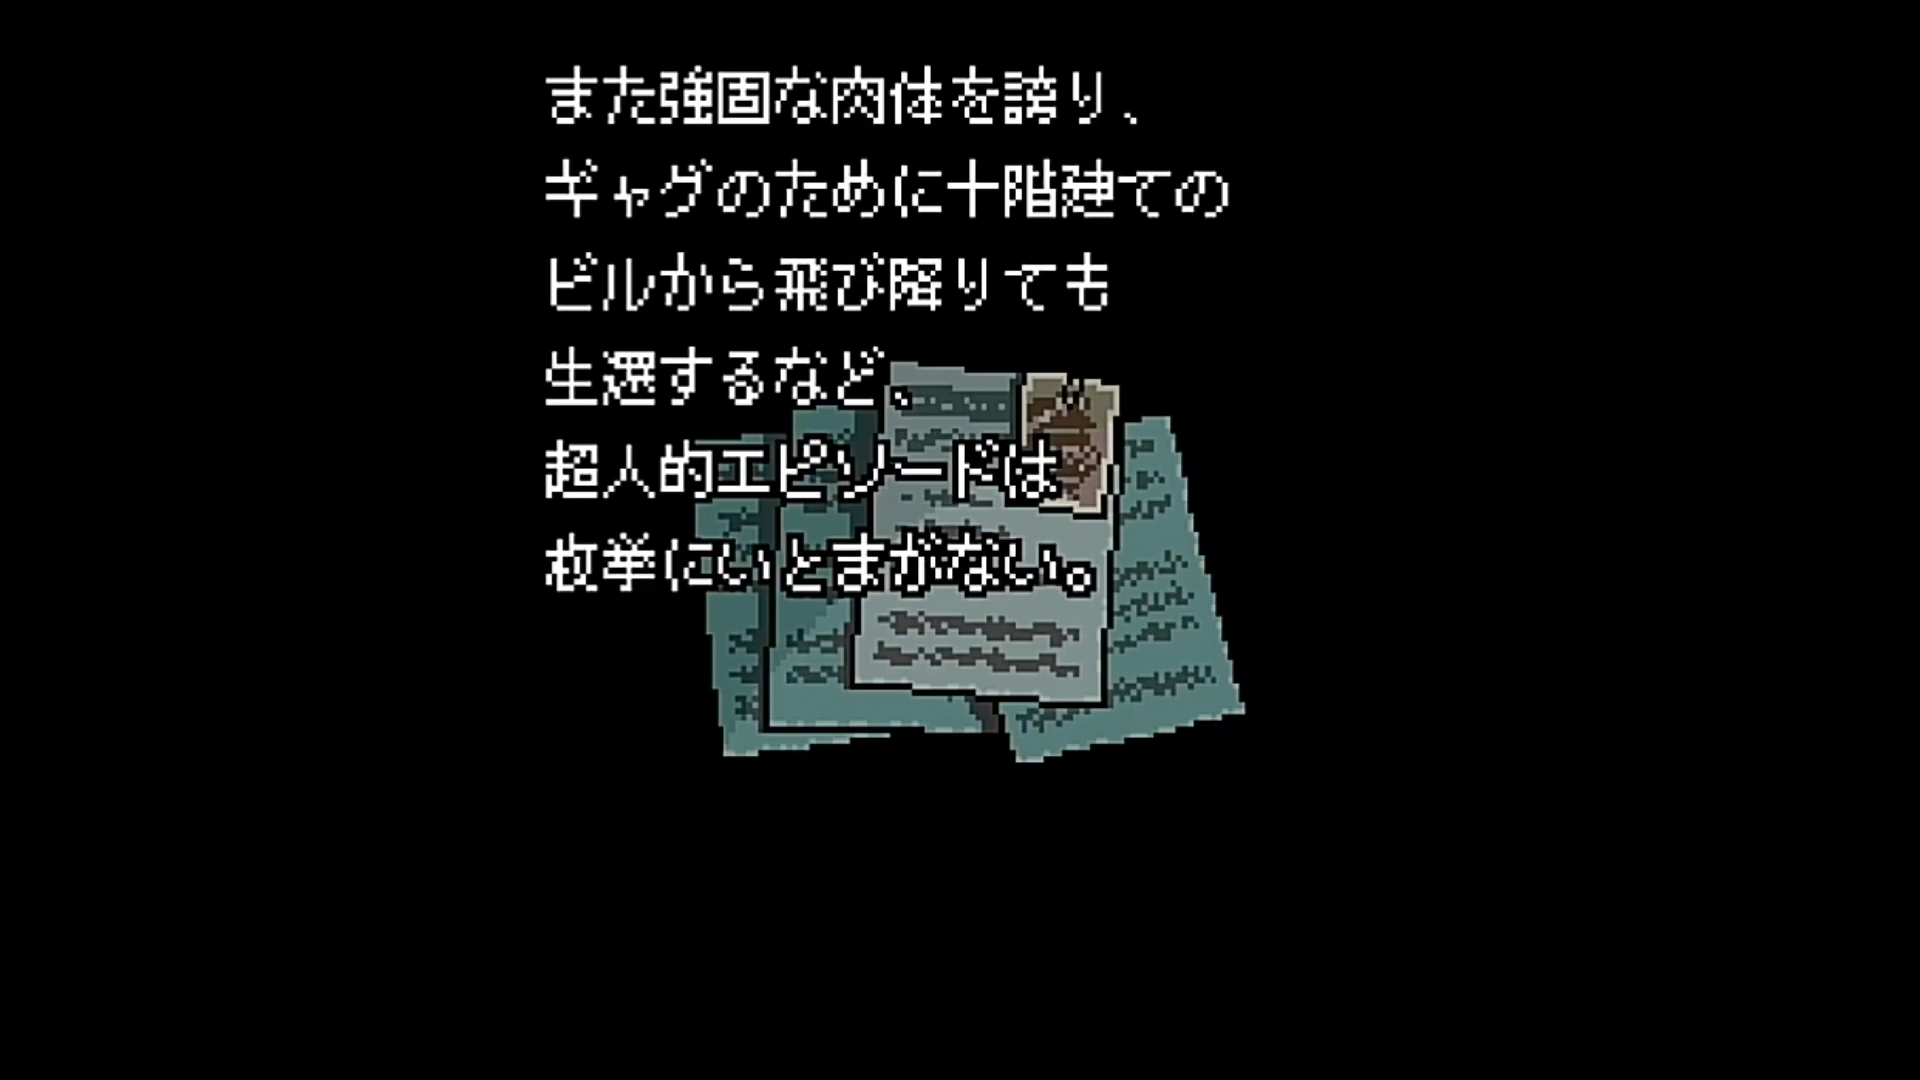 また強固な肉体を誇り、
ギャグのために十階建ての
ビルから飛び降りても
生還するなど、
超人的エピソードは
枚挙にいとまがない。